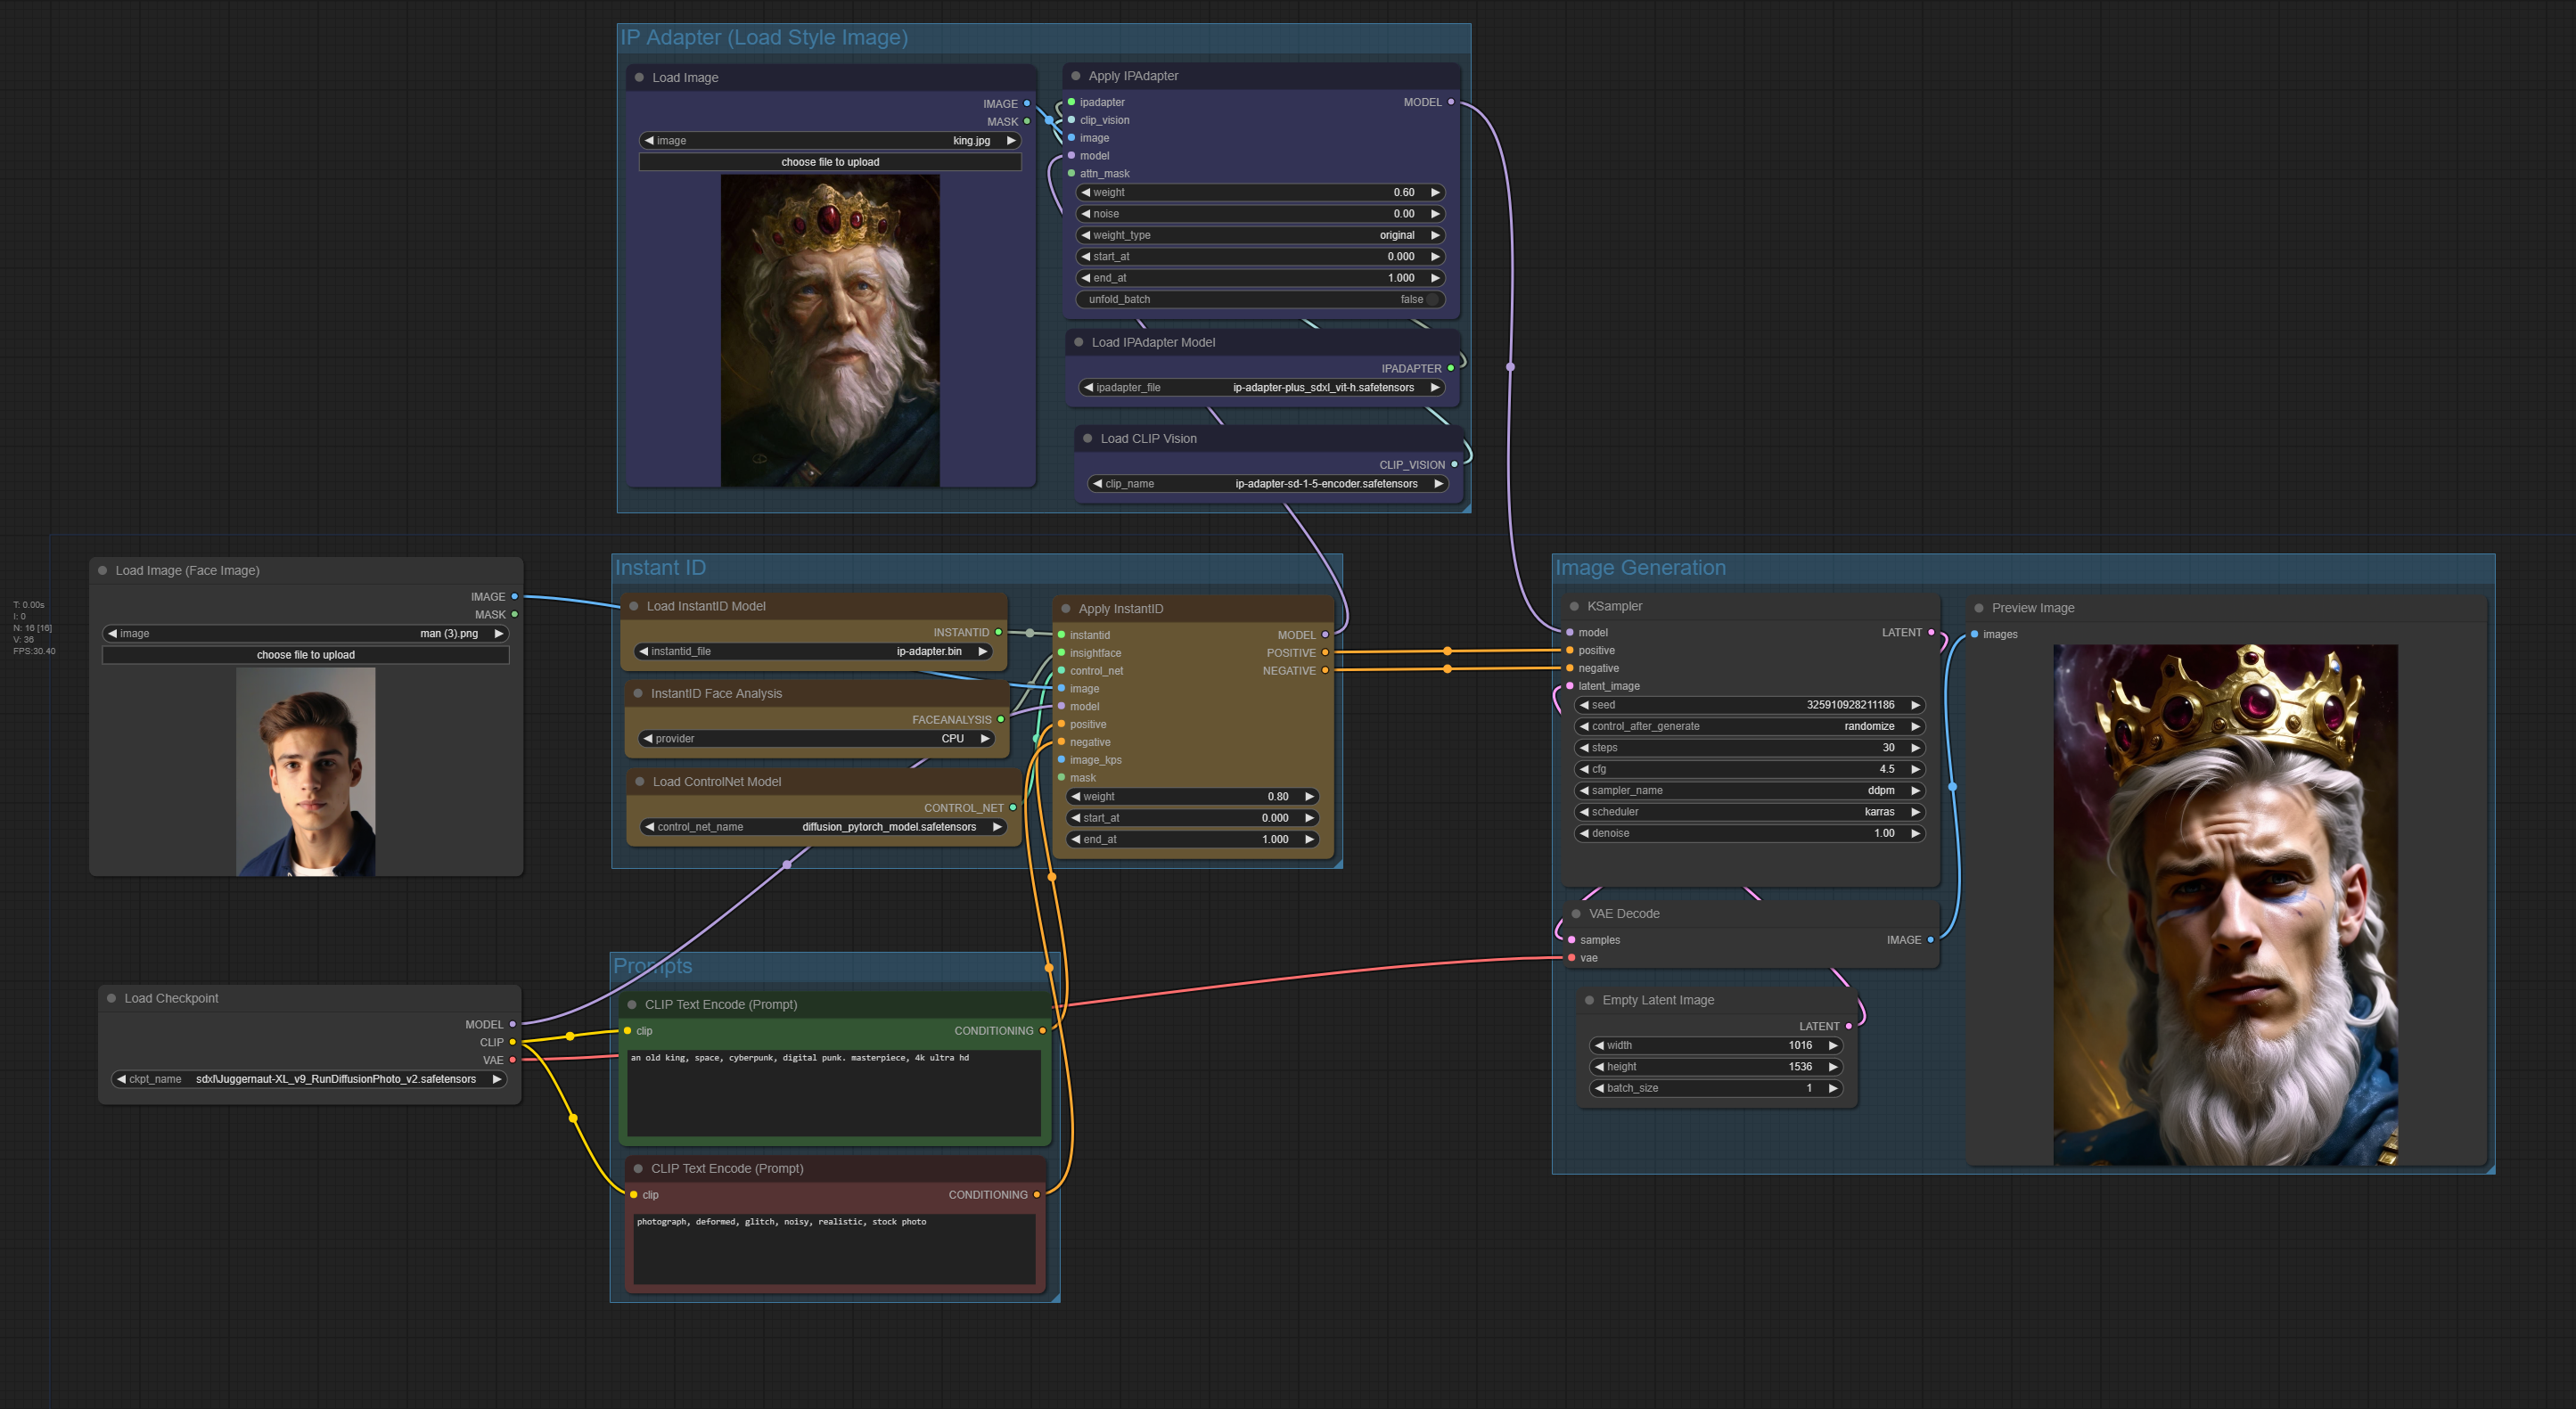 IP Adapter (Load Style Image)
Load Image
IMAGE
MASK
image king.jpg
choose file to upload
Apply IPAdapter
ipadapter MODEL
clip_vision
image
model
attn_mask
weight 0.60
noise 0.00
weight_type original
start_at 0.000
end_at 1.000
unfold_batch false
Load IPAdapter Model
IPADAPTER
ipadapter_file ip-adapter-plus_sdxl_vit-h.safetensors
Load CLIP Vision
CLIP_VISION
clip_name ip-adapter-sd-1-5-encoder.safetensors
T: 0.00s
I: 0
N: 16 [16]
V: 36
FPS:30.40
Load Image (Face Image)
IMAGE
MASK
image man (3).png
choose file to upload
Instant ID
Load InstantID Model
INSTANTID
instantid_file ip-adapter.bin
InstantID Face Analysis
FACEANALYSIS
provider CPU
Load ControlNet Model
CONTROL_NET
control_net_name diffusion_pytorch_model.safetensors
Apply InstantID
instantid MODEL
insightface POSITIVE
control_net NEGATIVE
image
model
positive
negative
image_kps
mask
weight 0.80
start_at 0.000
end_at 1.000
Load Checkpoint
MODEL
CLIP
VAE
ckpt_name sdxl\Juggernaut-XL_v9_RunDiffusionPhoto_v2.safetensors
Prompts
CLIP Text Encode (Prompt)
clip CONDITIONING
an old king, space, cyberpunk, digital punk. masterpiece, 4k ultra hd
CLIP Text Encode (Prompt)
clip CONDITIONING
photograph, deformed, glitch, noisy, realistic, stock photo
Image Generation
KSampler
model LATENT
positive
negative
latent_image
seed 325910928211186
control_after_generate randomize
steps 30
cfg 4.5
sampler_name ddpm
scheduler karras
denoise 1.00
VAE Decode
samples IMAGE
vae
Empty Latent Image
LATENT
width 1016
height 1536
batch_size 1
Preview Image
images